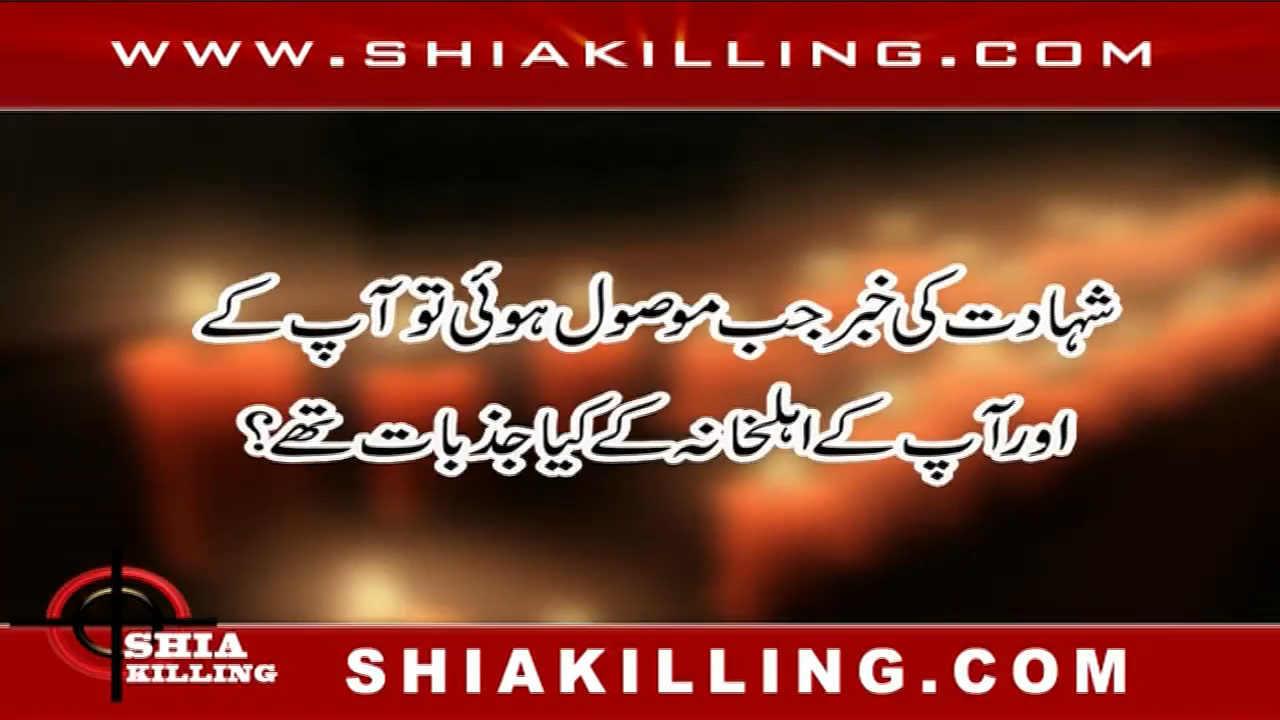 WWW.SHIAKILLING.COM
شہادت کی خبر جب موصول ہوئی تو آپ کے
اور آپ کے اہلخانہ کے کیا جذبات تھے؟
SHIA
KILLING
SHIAKILLING.COM